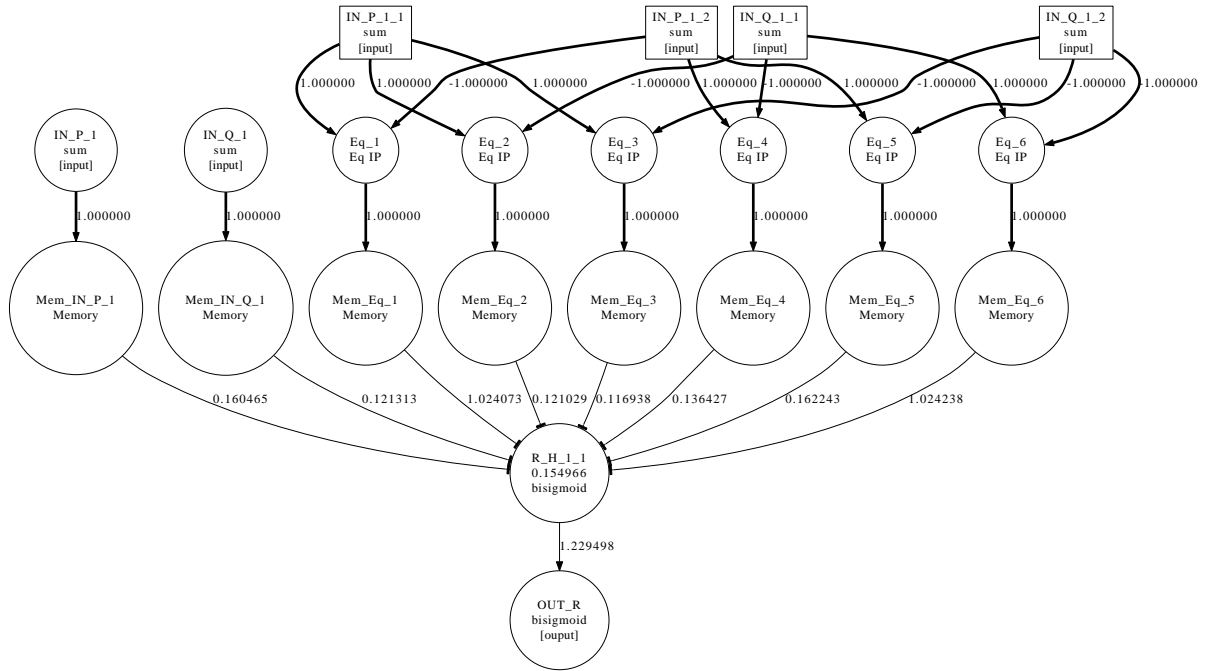 IN_P_1_1
sum
[input]
IN_P_1_2
sum
[input]
IN_Q_1_1
sum
[input]
IN_Q_1_2
sum
[input]
1.000000
1.000000
-1.000000
1.000000
-1.000000
1.000000
-1.000000
1.000000
-1.000000
1.000000
-1.000000
-1.000000
IN_P_1
sum
[input]
IN_Q_1
sum
[input]
Eq_1
Eq IP
Eq_2
Eq IP
Eq_3
Eq IP
Eq_4
Eq IP
Eq_5
Eq IP
Eq_6
Eq IP
1.000000
1.000000
1.000000
1.000000
1.000000
1.000000
1.000000
1.000000
Mem_IN_P_1
Memory
Mem_IN_Q_1
Memory
Mem_Eq_1
Memory
Mem_Eq_2
Memory
Mem_Eq_3
Memory
Mem_Eq_4
Memory
Mem_Eq_5
Memory
Mem_Eq_6
Memory
0.160465
0.121313
1.024073
0.121029
0.116938
0.136427
0.162243
1.024238
R_H_1_1
0.154966
bisigmoid
1.229498
OUT_R
bisigmoid
[ouput]